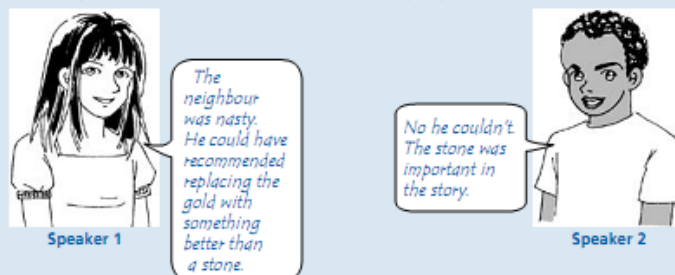 The
neighbour
was nasty.
He could have
recommended
replacing the
gold with
something
better than
a stone.
Speaker 1
No he couldn't.
The stone was
important in
the story.
Speaker 2